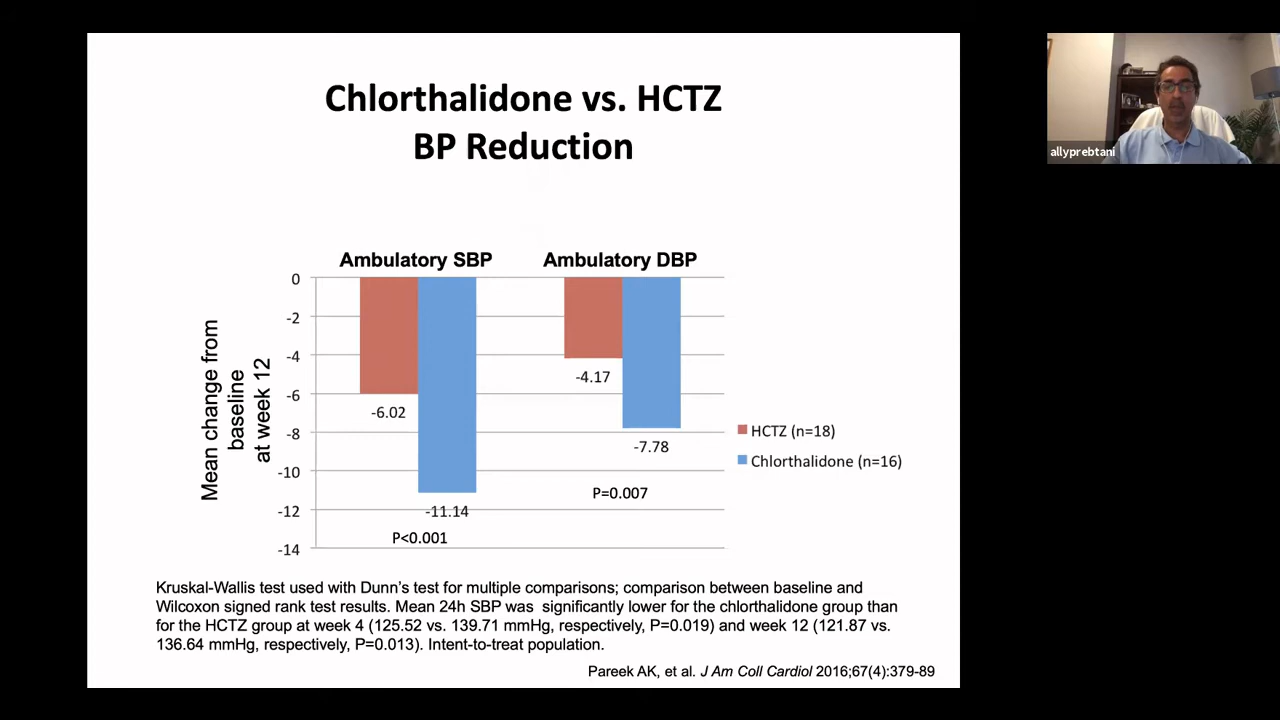 Chlorthalidone vs. HCTZ
BP Reduction
allyprebtani
Ambulatory SBP
Ambulatory DBP
Mean change from
baseline
at week 12
0
-2
-4
-6
-8
-10
-12
-14
-6.02
-11.14
P<0.001
-4.17
-7.78
P=0.007
HCTZ (n=18)
Chlorthalidone (n=16)
Kruskal-Wallis test used with Dunn’s test for multiple comparisons; comparison between baseline and
Wilcoxon signed rank test results. Mean 24h SBP was significantly lower for the chlorthalidone group than
for the HCTZ group at week 4 (125.52 vs. 139.71 mmHg, respectively, P=0.019) and week 12 (121.87 vs.
136.64 mmHg, respectively, P=0.013). Intent-to-treat population.
Pareek AK, et al. J Am Coll Cardiol 2016;67(4):379-89